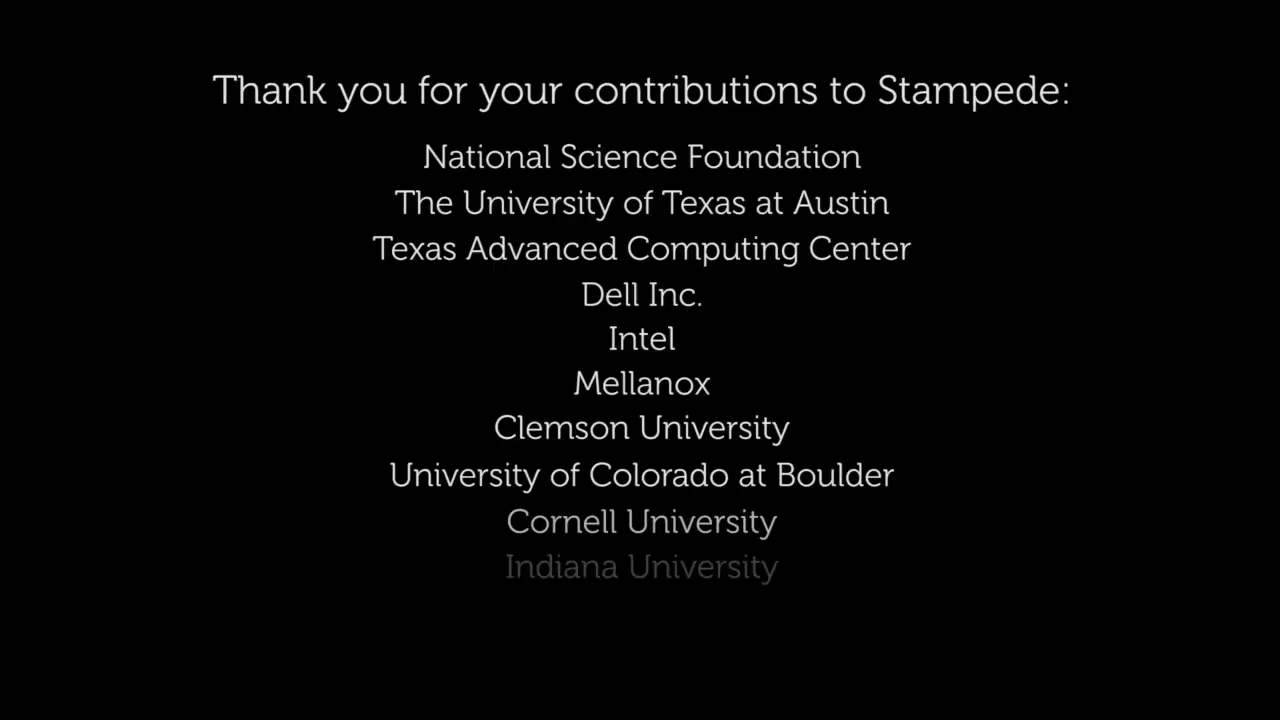 Thank you for your contributions to Stampede:
National Science Foundation
The University of Texas at Austin
Texas Advanced Computing Center
Dell Inc.
Intel
Mellanox
Clemson University
University of Colorado at Boulder
Cornell University
Indiana University